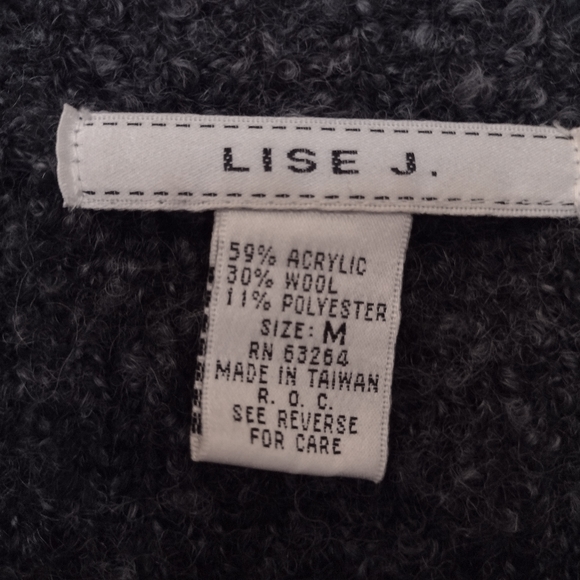 LISE J.
59% ACRYLIC
30% WOOL
11% POLYESTER
SIZE: M
RN 63264
MADE IN TAIWAN
R. O. C.
SEE REVERSE
FOR CARE